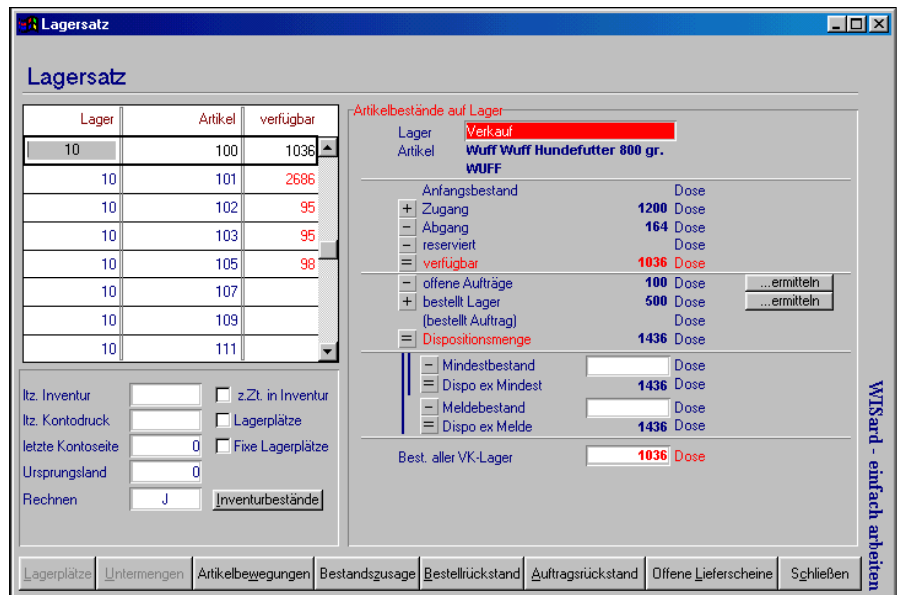 Lagersatz
Lagersatz
Lager Artikel verfügbar
10 100 1036
10 101 2686
10 102 95
10 103 95
10 105 98
10 107
10 109
10 111
ltz. Inventur z.Zt. in Inventur
ltz. Kontodruck Lagerplätze
letzte Kontoseite 0 Fixe Lagerplätze
Ursprungsland 0
Rechnen J Inventurbestände
Artikelbestände auf Lager
Lager Verkauf
Artikel Wuff Wuff Hundefutter 800 gr.
WUFF
Anfangsbestand Dose
+ Zugang 1200 Dose
- Abgang 164 Dose
- reserviert Dose
= verfügbar 1036 Dose
- offene Aufträge 100 Dose ...ermitteln
+ bestellt Lager 500 Dose ...ermitteln
(bestellt Auftrag) Dose
= Dispositionsmenge 1436 Dose
- Mindestbestand Dose
= Dispo ex Mindest 1436 Dose
- Meldebestand Dose
= Dispo ex Melde 1436 Dose
Best. aller VK-Lager 1036 Dose
WISard - einfach arbeiten
Lagerplätze Untermengen Artikelbewegungen Bestandszusage Bestellrückstand Auftragsrückstand Offene Lieferscheine Schließen